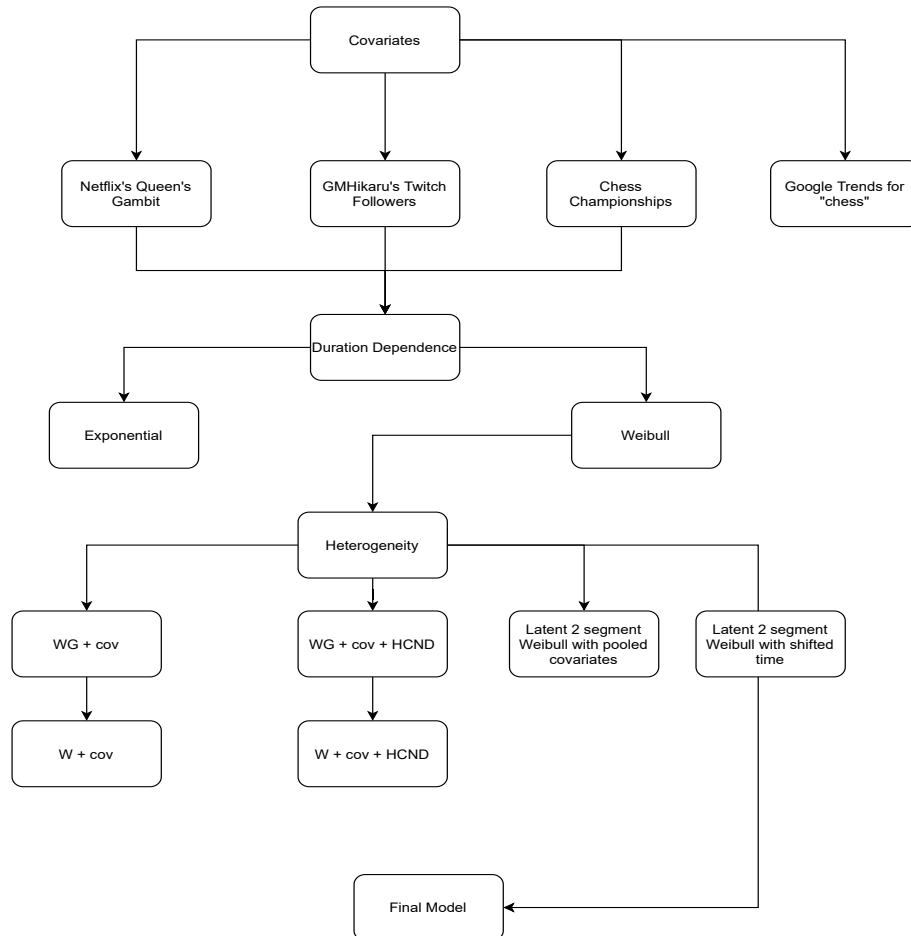 Covariates
Netflix's Queen's
Gambit
GMHikaru's Twitch
Followers
Chess
Championships
Google Trends for
"chess"
Duration Dependence
Exponential
Weibull
Heterogeneity
WG + cov
WG + cov + HCND
Latent 2 segment
Weibull with pooled
covariates
Latent 2 segment
Weibull with shifted
time
W + cov
W + cov + HCND
Final Model